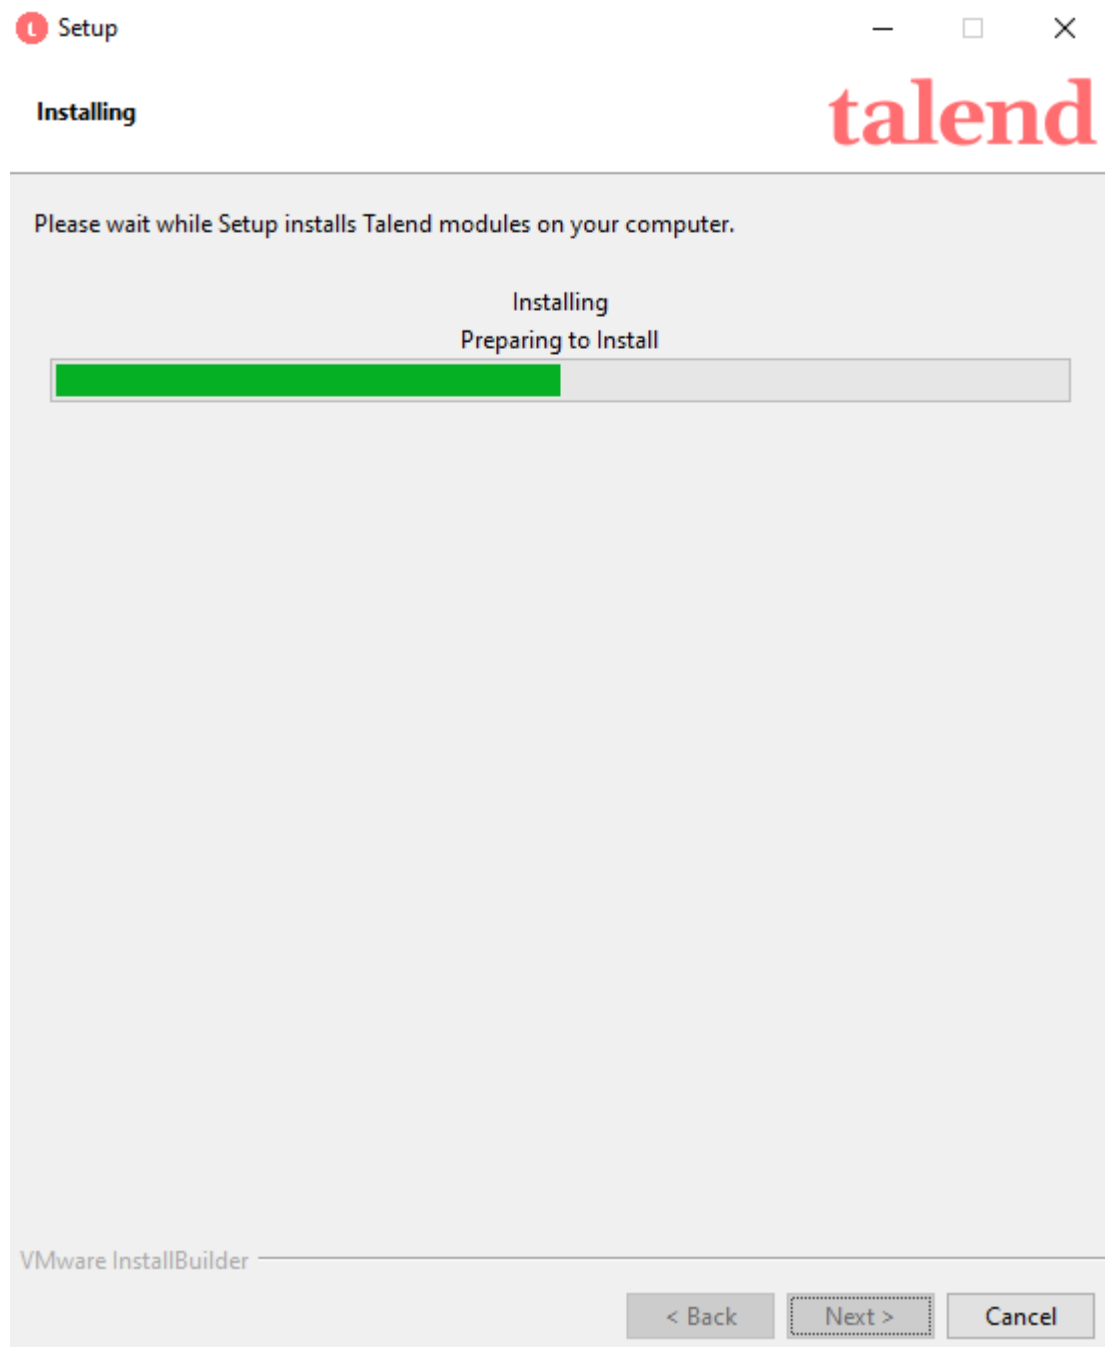 Setup
Installing
talend
Please wait while Setup installs Talend modules on your computer.
Installing
Preparing to Install
VMware InstallBuilder
< Back
Next >
Cancel